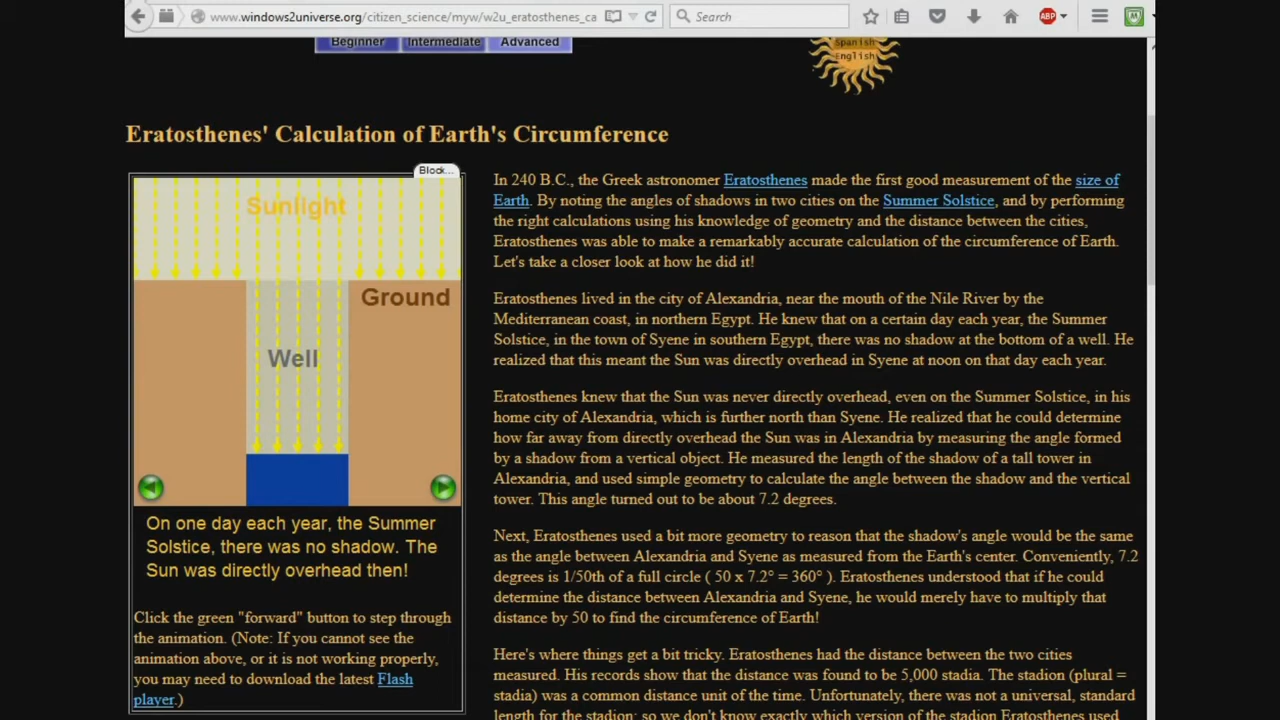 www.windows2universe.org/citizen_science/myw/w2u_eratosthenes_ca
Search
ABP
Beginner
Intermediate
Advanced
Spanish
English
Eratosthenes' Calculation of Earth's Circumference
Block...
Sunlight
Ground
Well
On one day each year, the Summer
Solstice, there was no shadow. The
Sun was directly overhead then!
Click the green "forward" button to step through
the animation. (Note: If you cannot see the
animation above, or it is not working properly,
you may need to download the latest Flash
player.)
In 240 B.C., the Greek astronomer Eratosthenes made the first good measurement of the size of
Earth. By noting the angles of shadows in two cities on the Summer Solstice, and by performing
the right calculations using his knowledge of geometry and the distance between the cities,
Eratosthenes was able to make a remarkably accurate calculation of the circumference of Earth.
Let's take a closer look at how he did it!
Eratosthenes lived in the city of Alexandria, near the mouth of the Nile River by the
Mediterranean coast, in northern Egypt. He knew that on a certain day each year, the Summer
Solstice, in the town of Syene in southern Egypt, there was no shadow at the bottom of a well. He
realized that this meant the Sun was directly overhead in Syene at noon on that day each year.
Eratosthenes knew that the Sun was never directly overhead, even on the Summer Solstice, in his
home city of Alexandria, which is further north than Syene. He realized that he could determine
how far away from directly overhead the Sun was in Alexandria by measuring the angle formed
by a shadow from a vertical object. He measured the length of the shadow of a tall tower in
Alexandria, and used simple geometry to calculate the angle between the shadow and the vertical
tower. This angle turned out to be about 7.2 degrees.
Next, Eratosthenes used a bit more geometry to reason that the shadow's angle would be the same
as the angle between Alexandria and Syene as measured from the Earth's center. Conveniently, 7.2
degrees is 1/50th of a full circle ( 50 x 7.2° = 360° ). Eratosthenes understood that if he could
determine the distance between Alexandria and Syene, he would merely have to multiply that
distance by 50 to find the circumference of Earth!
Here's where things get a bit tricky. Eratosthenes had the distance between the two cities
measured. His records show that the distance was found to be 5,000 stadia. The stadion (plural =
stadia) was a common distance unit of the time. Unfortunately, there was not a universal, standard
length for the stadion; so we don't know exactly which version of the stadion Eratosthenes used